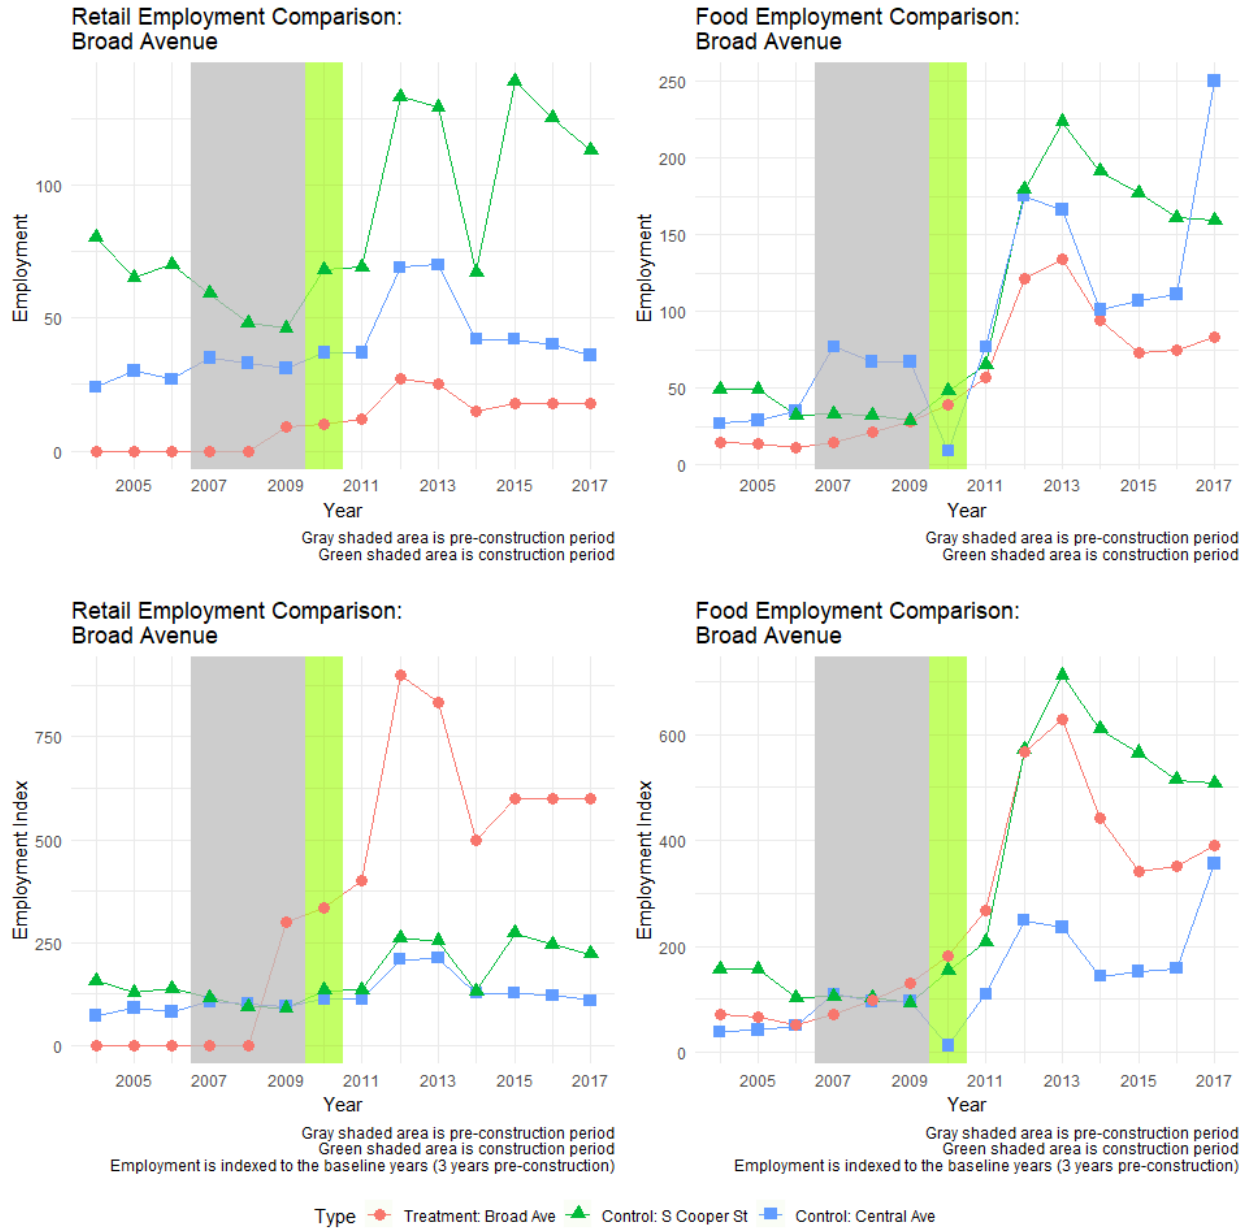 Retail Employment Comparison:
Broad Avenue
Employment
100
50
0
2005 2007 2009 2011 2013 2015 2017
Year
Gray shaded area is pre-construction period
Green shaded area is construction period
Food Employment Comparison:
Broad Avenue
Employment
250
200
150
100
50
0
2005 2007 2009 2011 2013 2015 2017
Year
Gray shaded area is pre-construction period
Green shaded area is construction period
Retail Employment Comparison:
Broad Avenue
Employment Index
750
500
250
0
2005 2007 2009 2011 2013 2015 2017
Year
Gray shaded area is pre-construction period
Green shaded area is construction period
Employment is indexed to the baseline years (3 years pre-construction)
Food Employment Comparison:
Broad Avenue
Employment Index
600
400
200
0
2005 2007 2009 2011 2013 2015 2017
Year
Gray shaded area is pre-construction period
Green shaded area is construction period
Employment is indexed to the baseline years (3 years pre-construction)
Type Treatment: Broad Ave Control: S Cooper St Control: Central Ave